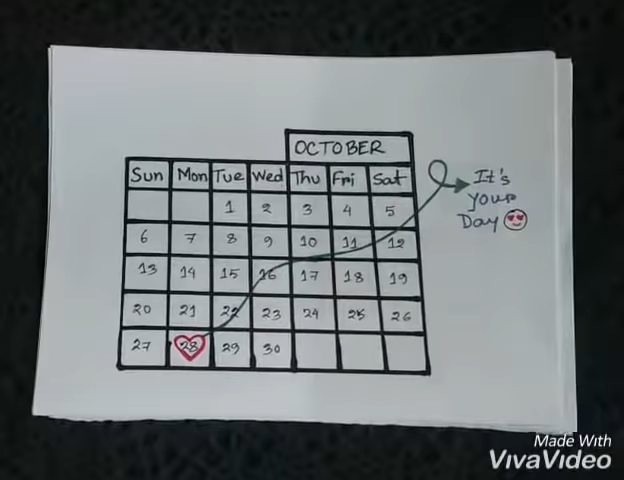 OCTOBER
Sun Mon Tue Wed Thu Fri Sat
1 2 3 4 5
6 7 8 9 10 11 12
13 14 15 16 17 18 19
20 21 22 23 24 25 26
27 28 29 30
It's
your
Day
Made With
VivaVideo